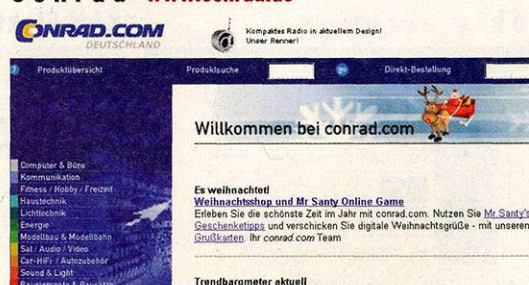 CONRAD.COM
DEUTSCHLAND
Kompaktes Radio in aktuellem Design!
Unser Renner!
Produktübersicht
Produktsuche
Direkt-Bestellung
Willkommen bei conrad.com
Computer & Büro
Kommunikation
Fitness / Hobby / Freizeit
Haustechnik
Lichttechnik
Energie
Modellbau & Modellbahn
Sat / Audio / Video
Car-HiFi / Autozubehör
Sound & Light
Bauelemente & Bausätze
Es weihnachtet!
Weihnachtsshop und Mr Santy Online Game
Erleben Sie die schönste Zeit im Jahr mit conrad.com. Nutzen Sie Mr.Santy's
Geschenketipps und verschicken Sie digitale Weihnachtsgrüße - mit unseren
Grußkarten. Ihr conrad.com Team
Trendbarometer aktuell